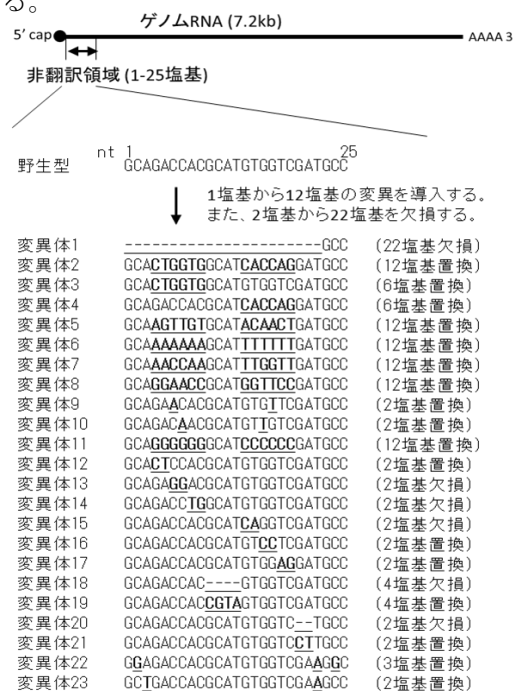 る。
ゲノムRNA (7.2kb)
5' cap AAAA 3
非翻訳領域 (1-25塩基)
nt 1 25
野生型 GCAGACCACGCATGTGGTCGATGCC
1塩基から12塩基の変異を導入する。
また、2塩基から22塩基を欠損する。
変異体1 ----------------------GCC (22塩基欠損)
変異体2 GCACTGGTGGCATCACCAGGATGCC (12塩基置換)
変異体3 GCACTGGTGGCATGTGGTCGATGCC (6塩基置換)
変異体4 GCAGACCACGCATCACCAGGATGCC (6塩基置換)
変異体5 GCAAGTTGTGCATACAACTGATGCC (12塩基置換)
変異体6 GCAAAAAAAGCATTTTTTTGATGCC (12塩基置換)
変異体7 GCAAACCAAGCATTTGGTTGATGCC (12塩基置換)
変異体8 GCAGGAACCGCATGGTTCCGATGCC (12塩基置換)
変異体9 GCAGAACACGCATGTGTTCGATGCC (2塩基置換)
変異体10 GCAGACAACGCATGTTGTCGATGCC (2塩基置換)
変異体11 GCAGGGGGGGCATCCCCCCGATGCC (12塩基置換)
変異体12 GCACTCCACGCATGTGGTCGATGCC (2塩基置換)
変異体13 GCAGAGGACGCATGTGGTCGATGCC (2塩基欠損)
変異体14 GCAGACCTGGCATGTGGTCGATGCC (2塩基欠損)
変異体15 GCAGACCACGCATCAGGTCGATGCC (2塩基欠損)
変異体16 GCAGACCACGCATGTCCTCGATGCC (2塩基置換)
変異体17 GCAGACCACGCATGTGGAGGATGCC (2塩基置換)
変異体18 GCAGACCAC----GTGGTCGATGCC (4塩基欠損)
変異体19 GCAGACCACCGTAGTGGTCGATGCC (4塩基置換)
変異体20 GCAGACCACGCATGTGGTC--TGCC (2塩基欠損)
変異体21 GCAGACCACGCATGTGGTCCTTGCC (2塩基置換)
変異体22 GGAGACCACGCATGTGGTCGAAGGC (3塩基置換)
変異体23 GCTGACCACGCATGTGGTCGAAGCC (2塩基置換)